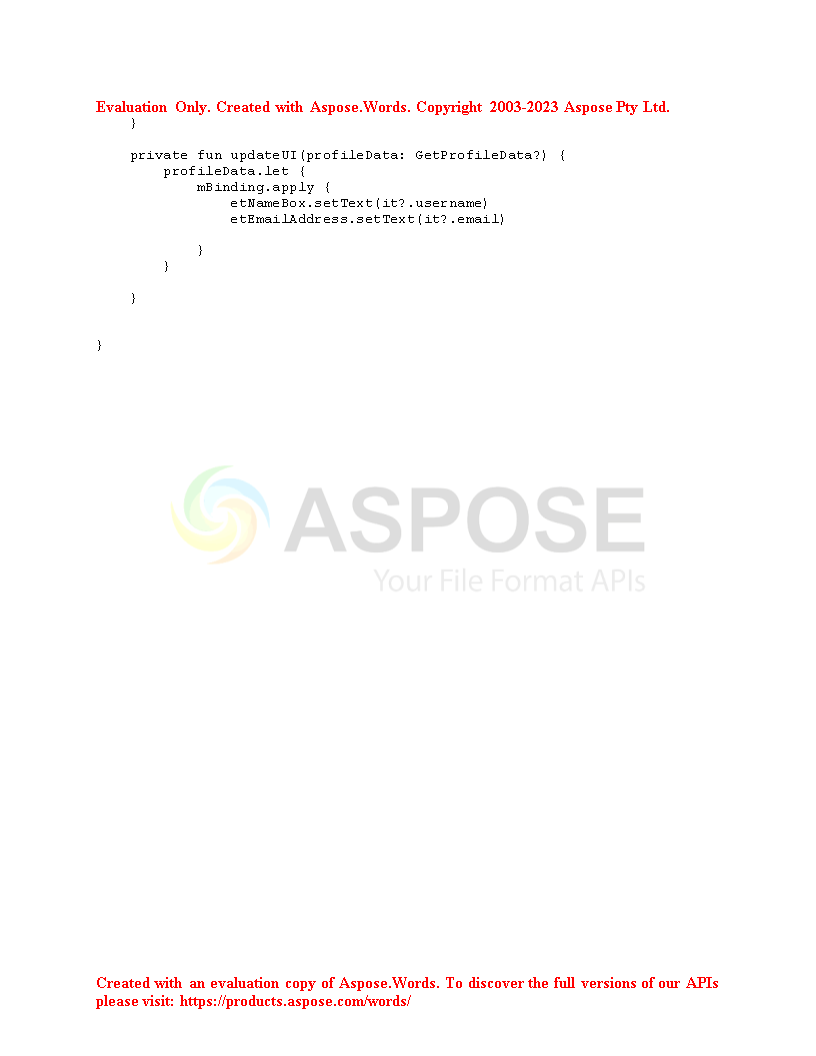 Evaluation Only. Created with Aspose.Words. Copyright 2003-2023 Aspose Pty Ltd.
    }

    private fun updateUI(profileData: GetProfileData?) {
        profileData.let {
            mBinding.apply {
                etNameBox.setText(it?.username)
                etEmailAddress.setText(it?.email)

            }
        }

    }


}
ASPOSE
Your File Format APIs
Created with an evaluation copy of Aspose.Words. To discover the full versions of our APIs
please visit: https://products.aspose.com/words/